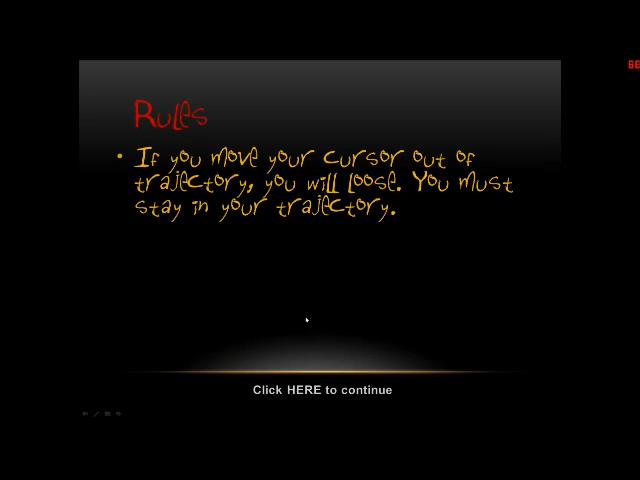 Rules
• If you move your cursor out of
trajectory, you will loose. You must
stay in your trajectory.
Click HERE to continue